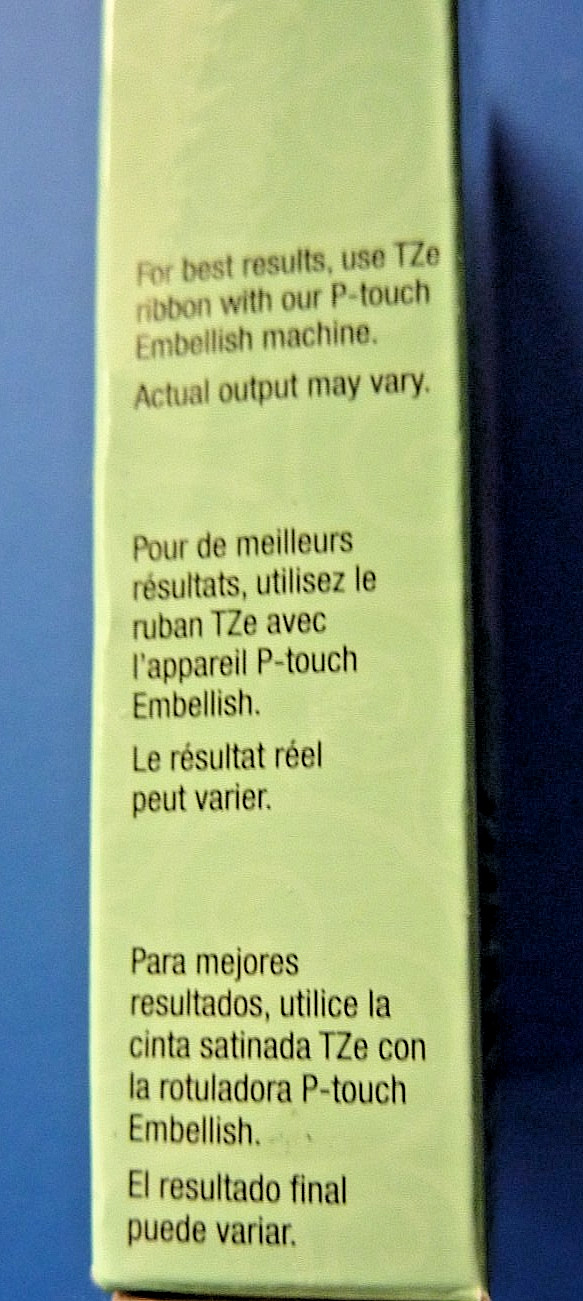 For best results, use TZe
ribbon with our P-touch
Embellish machine.
Actual output may vary.
Pour de meilleurs
résultats, utilisez le
ruban TZe avec
l'appareil P-touch
Embellish.
Le résultat réel
peut varier.
Para mejores
resultados, utilice la
cinta satinada TZe con
la rotuladora P-touch
Embellish.
El resultado final
puede variar.